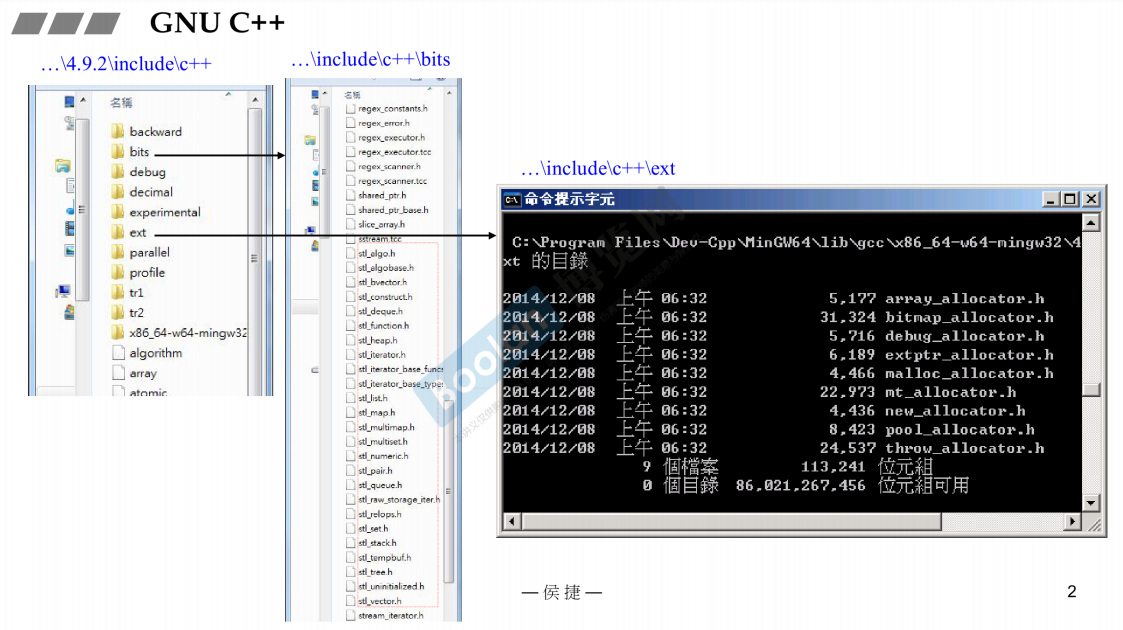 GNU C++
…\4.9.2\include\c++
名稱
backward
bits
debug
decimal
experimental
ext
parallel
profile
tr1
tr2
x86_64-w64-mingw32
algorithm
array
atomic
…\include\c++\bits
名稱
regex_constants.h
regex_error.h
regex_executor.h
regex_executor.tcc
regex_scanner.h
regex_scanner.tcc
shared_ptr.h
shared_ptr_base.h
slice_array.h
sstream.tcc
stl_algo.h
stl_algobase.h
stl_bvector.h
stl_construct.h
stl_deque.h
stl_function.h
stl_heap.h
stl_iterator.h
stl_iterator_base_funcs
stl_iterator_base_types
stl_list.h
stl_map.h
stl_multimap.h
stl_multiset.h
stl_numeric.h
stl_pair.h
stl_queue.h
stl_raw_storage_iter.h
stl_relops.h
stl_set.h
stl_stack.h
stl_tempbuf.h
stl_tree.h
stl_uninitialized.h
stl_vector.h
stream_iterator.h
…\include\c++\ext
命令提示字元
C:\Program Files\Dev-Cpp\MinGW64\lib\gcc\x86_64-w64-mingw32\4
xt 的目錄
2014/12/08 上午 06:32 5,177 array_allocator.h
2014/12/08 上午 06:32 31,324 bitmap_allocator.h
2014/12/08 上午 06:32 5,716 debug_allocator.h
2014/12/08 上午 06:32 6,189 extptr_allocator.h
2014/12/08 上午 06:32 4,466 malloc_allocator.h
2014/12/08 上午 06:32 22,973 mt_allocator.h
2014/12/08 上午 06:32 4,436 new_allocator.h
2014/12/08 上午 06:32 8,423 pool_allocator.h
2014/12/08 上午 06:32 24,537 throw_allocator.h
9 個檔案 113,241 位元組
0 個目錄 86,021,267,456 位元組可用
boolan
博览网
— 侯 捷 —
2